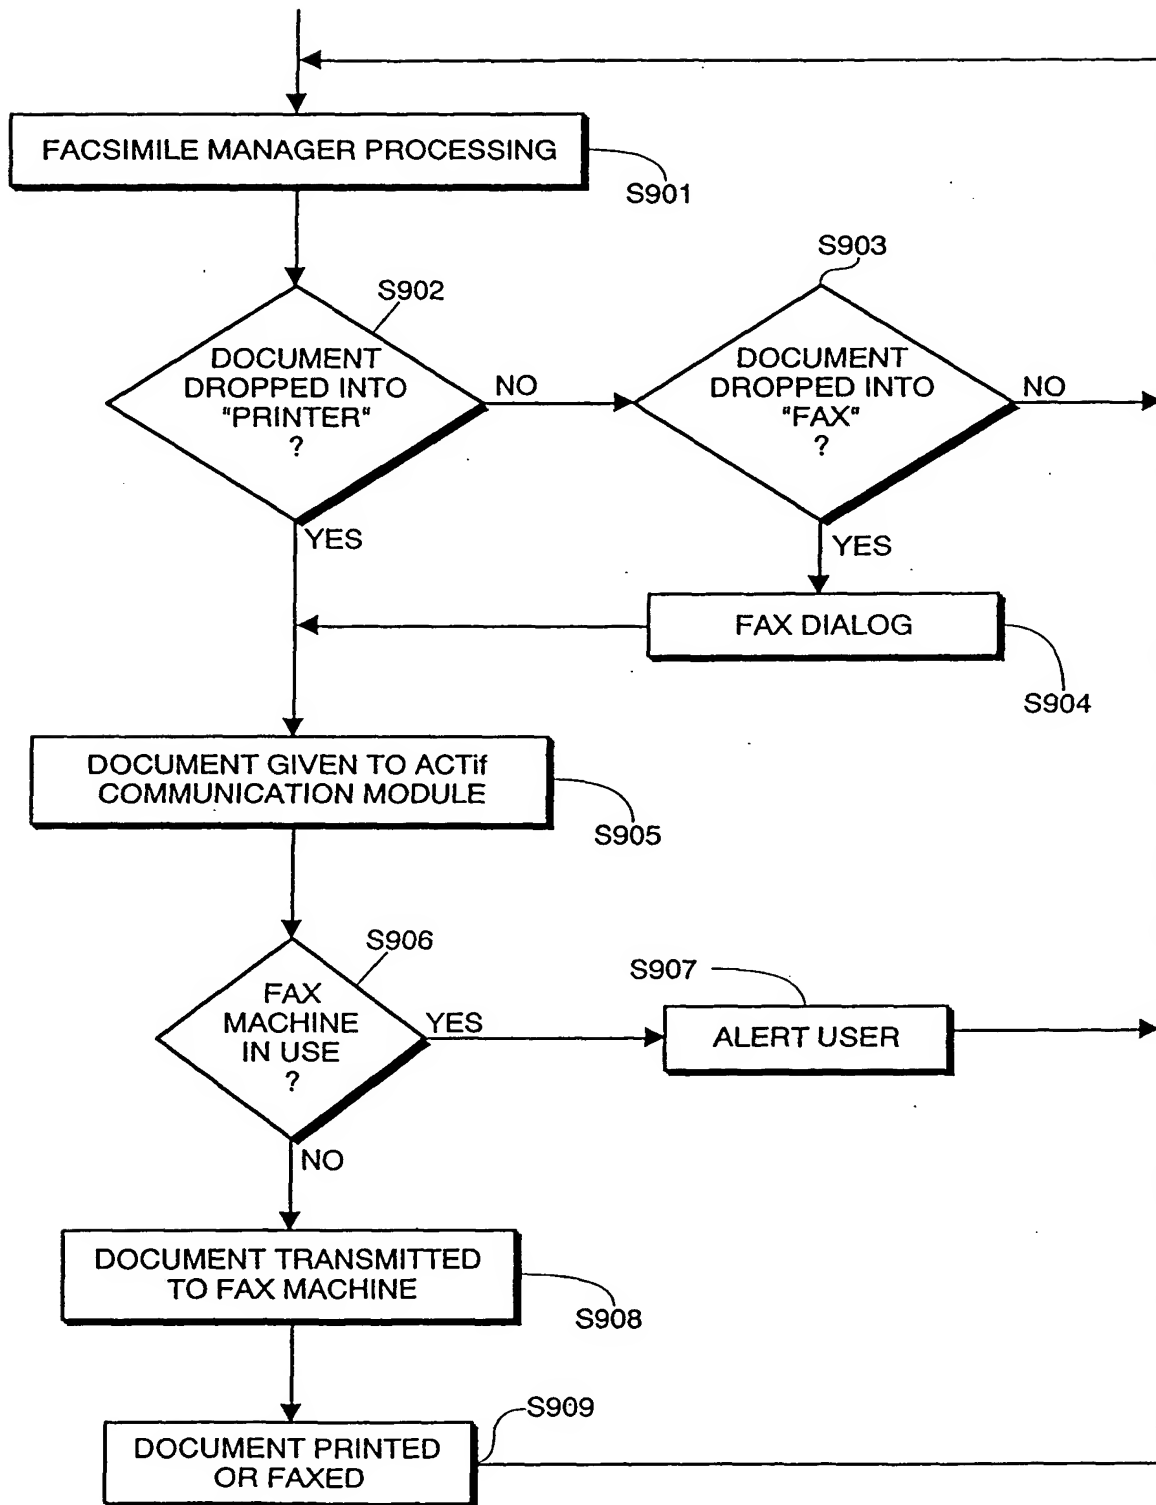 FACSIMILE MANAGER PROCESSING
S901
S903
S902
DOCUMENT
DROPPED INTO
"PRINTER"
?
NO
DOCUMENT
DROPPED INTO
"FAX"
?
NO
YES
YES
FAX DIALOG
S904
DOCUMENT GIVEN TO ACTif
COMMUNICATION MODULE
S905
S906
FAX
MACHINE
IN USE
?
YES
S907
ALERT USER
NO
DOCUMENT TRANSMITTED
TO FAX MACHINE
S908
S909
DOCUMENT PRINTED
OR FAXED